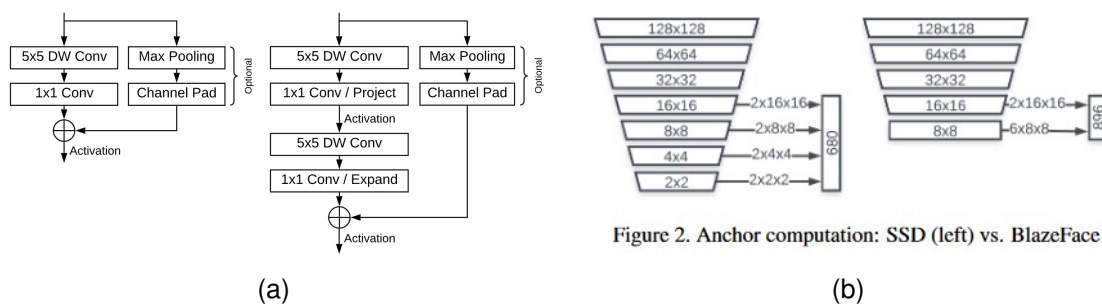 5x5 DW Conv
Max Pooling
1x1 Conv
Channel Pad
Optional
Activation
5x5 DW Conv
Max Pooling
1x1 Conv / Project
Channel Pad
Optional
Activation
5x5 DW Conv
1x1 Conv / Expand
Activation
(a)
128x128
64x64
32x32
16x16
2x16x16
8x8
2x8x8
4x4
2x4x4
2x2
2x2x2
680
128x128
64x64
32x32
16x16
2x16x16
8x8
6x8x8
896
Figure 2. Anchor computation: SSD (left) vs. BlazeFace
(b)